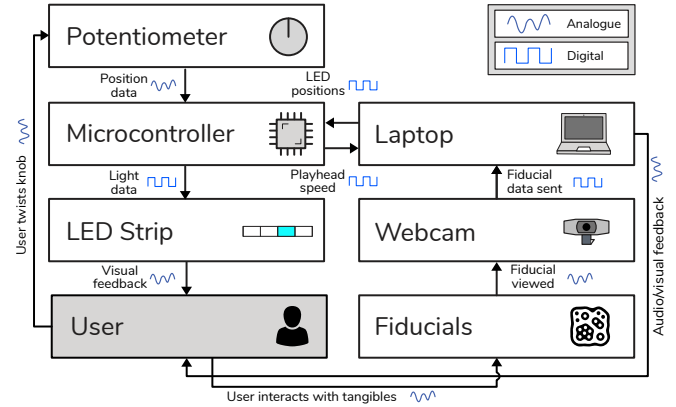 Potentiometer
Analogue
Digital
Position
data
LED
positions
Microcontroller
Laptop
Light
data
Playhead
speed
Fiducial
data sent
User twists knob
LED Strip
Webcam
Audio/visual feedback
Visual
feedback
Fiducial
viewed
User
Fiducials
User interacts with tangibles